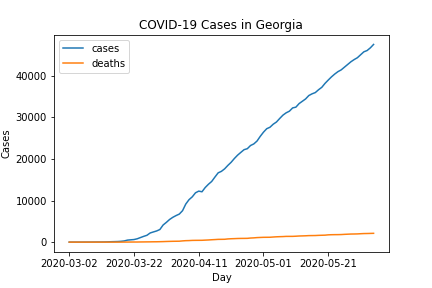 COVID-19 Cases in Georgia
cases
deaths
40000
30000
20000
10000
0
Cases
2020-03-02 2020-03-22 2020-04-11 2020-05-01 2020-05-21
Day